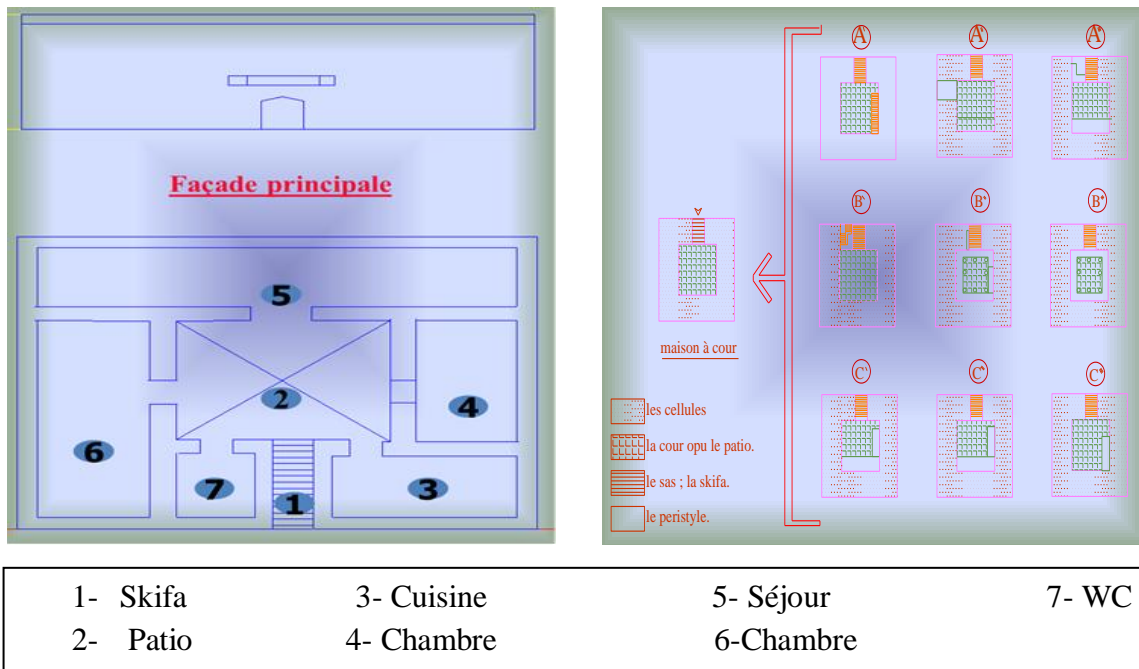 Façade principale
5
2
4
6
7
1
3
A' A" A"
B' B" B"
maison à cour
C' C" C"
les cellules
la cour opu le patio.
le sas ; la skifa.
le peristyle.
1- Skifa 3- Cuisine 5- Séjour 7- WC
2- Patio 4- Chambre 6-Chambre